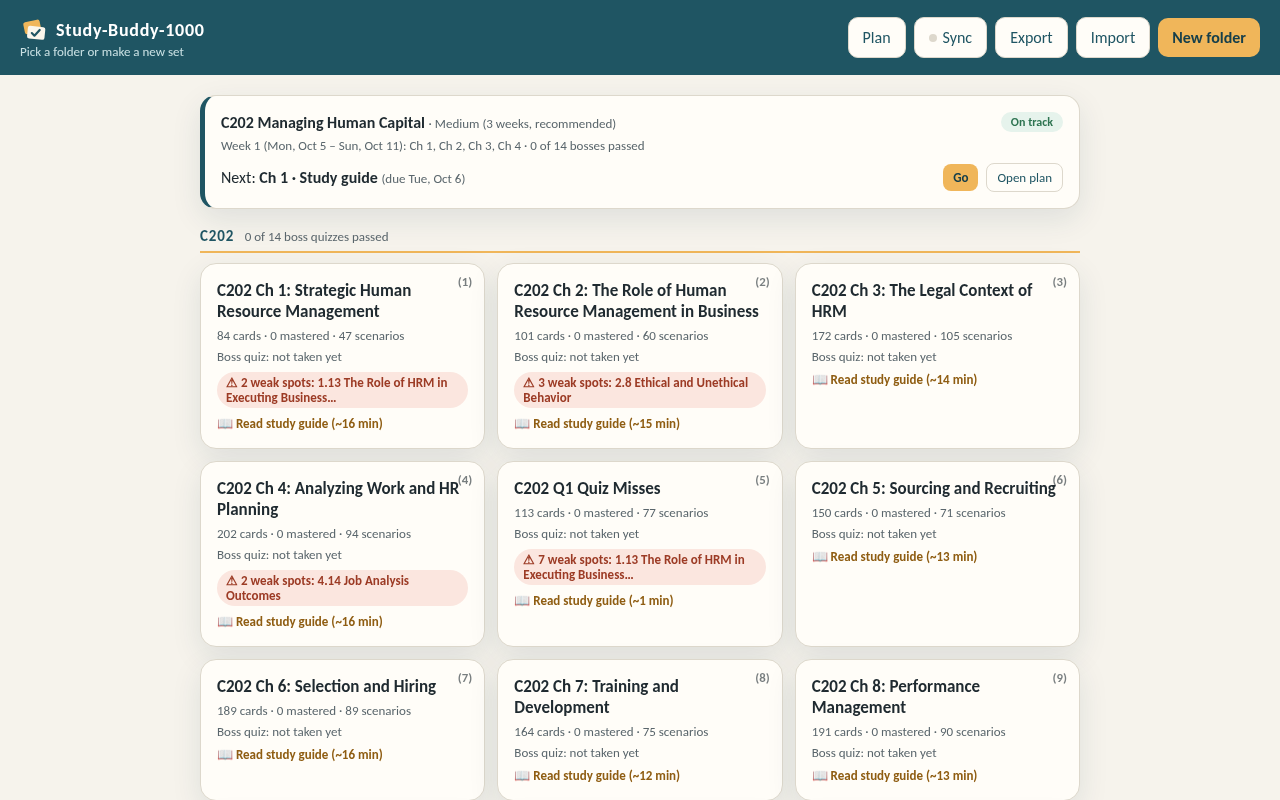 Study-Buddy-1000
Pick a folder or make a new set
Plan
Sync
Export
Import
New folder
C202 Managing Human Capital · Medium (3 weeks, recommended)
On track
Week 1 (Mon, Oct 5 – Sun, Oct 11): Ch 1, Ch 2, Ch 3, Ch 4 · 0 of 14 bosses passed
Next: Ch 1 · Study guide (due Tue, Oct 6)
Go
Open plan
C202 0 of 14 boss quizzes passed
(1)
C202 Ch 1: Strategic Human
Resource Management
84 cards · 0 mastered · 47 scenarios
Boss quiz: not taken yet
⚠ 2 weak spots: 1.13 The Role of HRM in
Executing Business…
📖 Read study guide (~16 min)
(2)
C202 Ch 2: The Role of Human
Resource Management in Business
101 cards · 0 mastered · 60 scenarios
Boss quiz: not taken yet
⚠ 3 weak spots: 2.8 Ethical and Unethical
Behavior
📖 Read study guide (~15 min)
(3)
C202 Ch 3: The Legal Context of
HRM
172 cards · 0 mastered · 105 scenarios
Boss quiz: not taken yet
📖 Read study guide (~14 min)
(4)
C202 Ch 4: Analyzing Work and HR
Planning
202 cards · 0 mastered · 94 scenarios
Boss quiz: not taken yet
⚠ 2 weak spots: 4.14 Job Analysis
Outcomes
📖 Read study guide (~16 min)
(5)
C202 Q1 Quiz Misses
113 cards · 0 mastered · 77 scenarios
Boss quiz: not taken yet
⚠ 7 weak spots: 1.13 The Role of HRM in
Executing Business…
📖 Read study guide (~1 min)
(6)
C202 Ch 5: Sourcing and Recruiting
150 cards · 0 mastered · 71 scenarios
Boss quiz: not taken yet
📖 Read study guide (~13 min)
(7)
C202 Ch 6: Selection and Hiring
189 cards · 0 mastered · 89 scenarios
Boss quiz: not taken yet
📖 Read study guide (~16 min)
(8)
C202 Ch 7: Training and
Development
164 cards · 0 mastered · 75 scenarios
Boss quiz: not taken yet
📖 Read study guide (~12 min)
(9)
C202 Ch 8: Performance
Management
191 cards · 0 mastered · 90 scenarios
Boss quiz: not taken yet
📖 Read study guide (~13 min)